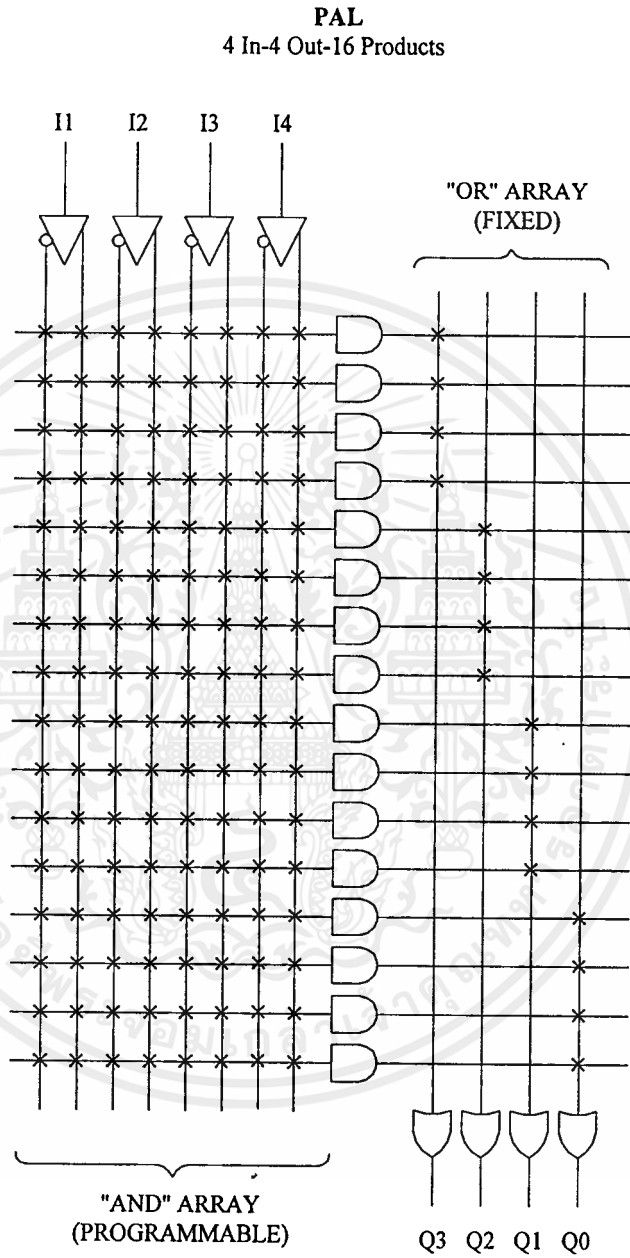 PAL
4 In-4 Out-16 Products
I1 I2 I3 I4
"OR" ARRAY
(FIXED)
"AND" ARRAY
(PROGRAMMABLE)
Q3 Q2 Q1 Q0